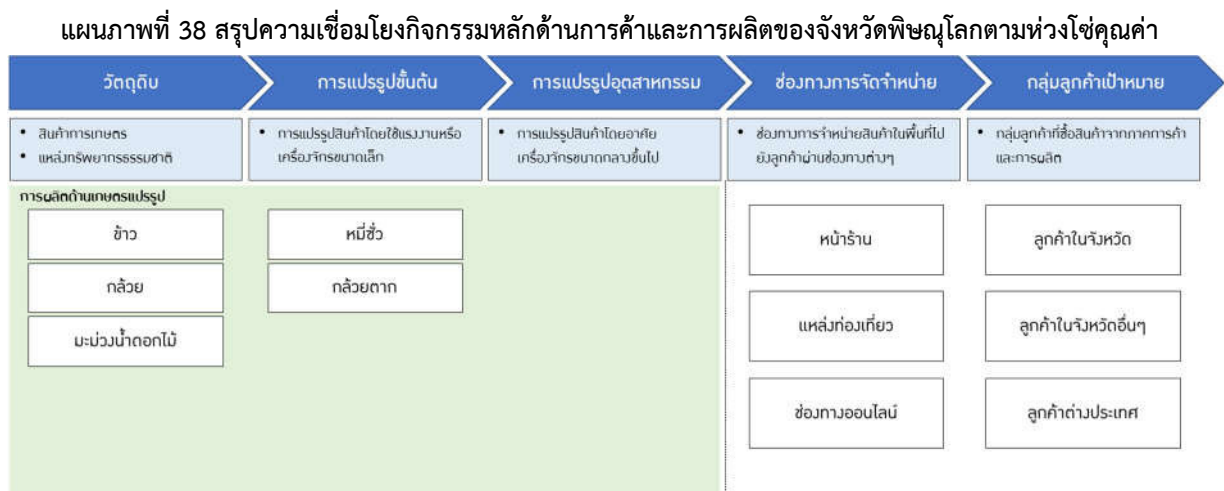 แผนภาพที่ 38 สรุปความเชื่อมโยงกิจกรรมหลักด้านการค้าและการผลิตของจังหวัดพิษณุโลกตามห่วงโซ่คุณค่า
วัตถุดิบ
การแปรรูปขั้นต้น
การแปรรูปอุตสาหกรรม
ช่องทางการจัดจำหน่าย
กลุ่มลูกค้าเป้าหมาย
• สินค้าการเกษตร
• แหล่งทรัพยากรธรรมชาติ
• การแปรรูปสินค้าโดยใช้แรงงานหรือ
เครื่องจักรขนาดเล็ก
• การแปรรูปสินค้าโดยอาศัย
เครื่องจักรขนาดกลางขึ้นไป
• ช่องทางการจำหน่ายสินค้าในพื้นที่ไป
ยังลูกค้าผ่านช่องทางต่างๆ
• กลุ่มลูกค้าที่ซื้อสินค้าจากภาคการค้า
และการผลิต
การผลิตด้านเกษตรแปรรูป
ข้าว
กล้วย
มะม่วงน้ำดอกไม้
หมี่ซั่ว
กล้วยตาก
หน้าร้าน
แหล่งท่องเที่ยว
ช่องทางออนไลน์
ลูกค้าในจังหวัด
ลูกค้าในจังหวัดอื่นๆ
ลูกค้าต่างประเทศ